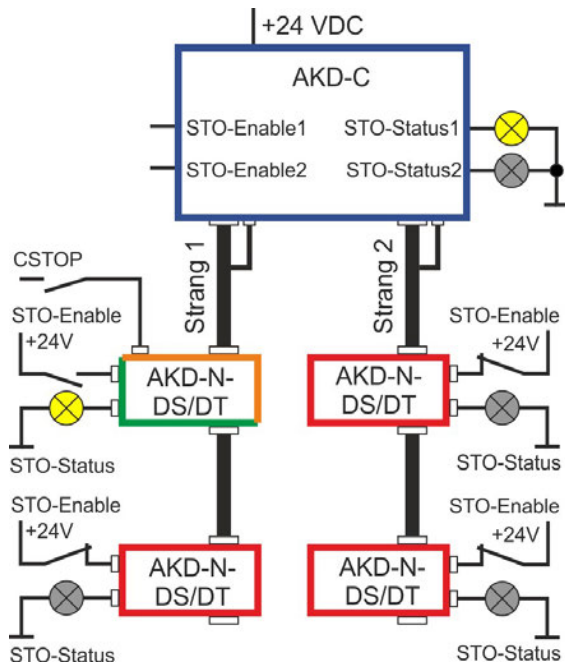 +24 VDC
AKD-C
STO-Enable1
STO-Status1
STO-Enable2
STO-Status2
Strang 1
Strang 2
CSTOP
STO-Enable
+24V
AKD-N-
DS/DT
STO-Status
STO-Enable
+24V
AKD-N-
DS/DT
STO-Status
STO-Enable
+24V
AKD-N-
DS/DT
STO-Status
STO-Enable
+24V
AKD-N-
DS/DT
STO-Status